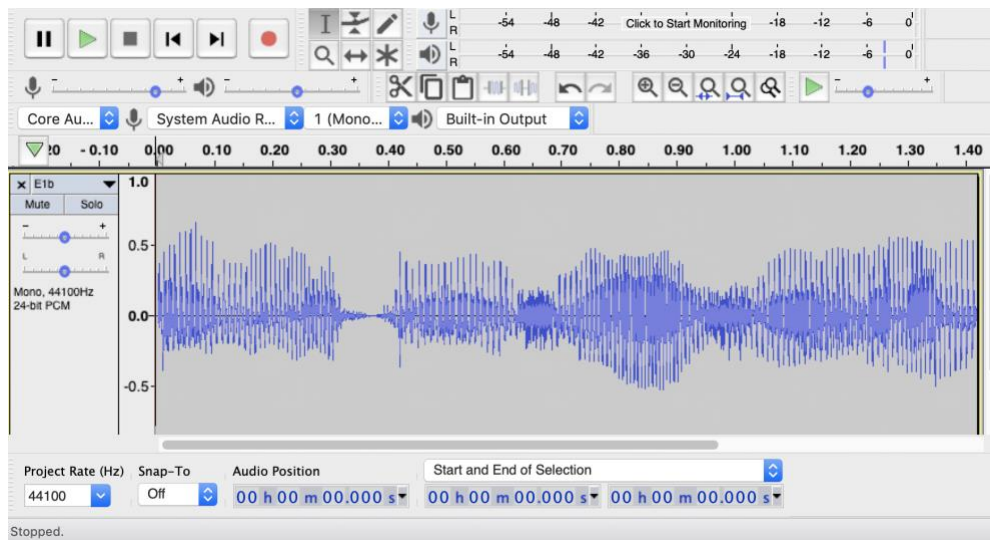 L
R
-54 -48 -42 Click to Start Monitoring -18 -12 -6 0
L
R
-54 -48 -42 -36 -30 -24 -18 -12 -6 0
- +
- +
- +
Core Au... System Audio R... 1 (Mono... Built-in Output
20 - 0.10 0.00 0.10 0.20 0.30 0.40 0.50 0.60 0.70 0.80 0.90 1.00 1.10 1.20 1.30 1.40
x E1b
Mute Solo
- +
L R
Mono, 44100Hz
24-bit PCM
1.0
0.5-
0.0-
-0.5-
Project Rate (Hz) Snap-To Audio Position Start and End of Selection
44100 Off 00 h 00 m 00.000 s 00 h 00 m 00.000 s 00 h 00 m 00.000 s
Stopped.